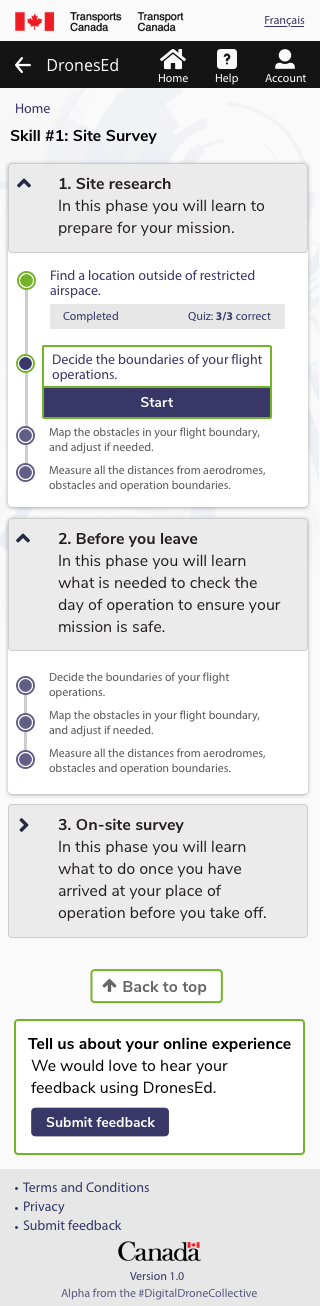 Transports
Canada
Transport
Canada
Français
DronesEd
Home
Help
Account
Home
Skill #1: Site Survey
1. Site research
In this phase you will learn to
prepare for your mission.
Find a location outside of restricted
airspace.
Completed
Quiz: 3/3 correct
Decide the boundaries of your flight
operations.
Start
Map the obstacles in your flight boundary,
and adjust if needed.
Measure all the distances from aerodromes,
obstacles and operation boundaries.
2. Before you leave
In this phase you will learn
what is needed to check the
day of operation to ensure your
mission is safe.
Decide the boundaries of your flight
operations.
Map the obstacles in your flight boundary,
and adjust if needed.
Measure all the distances from aerodromes,
obstacles and operation boundaries.
3. On-site survey
In this phase you will learn
what to do once you have
arrived at your place of
operation before you take off.
Back to top
Tell us about your online experience
We would love to hear your
feedback using DronesEd.
Submit feedback
• Terms and Conditions
• Privacy
• Submit feedback
Canada
Version 1.0
Alpha from the #DigitalDroneCollective